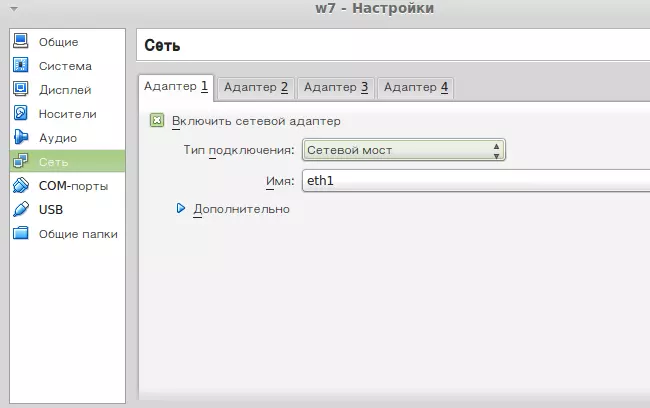 w7 - Настройки
Общие
Система
Дисплей
Носители
Аудио
Сеть
COM-порты
USB
Общие папки
Сеть
Адаптер 1 Адаптер 2 Адаптер 3 Адаптер 4
Включить сетевой адаптер
Тип подключения: Сетевой мост
Имя: eth1
Дополнительно